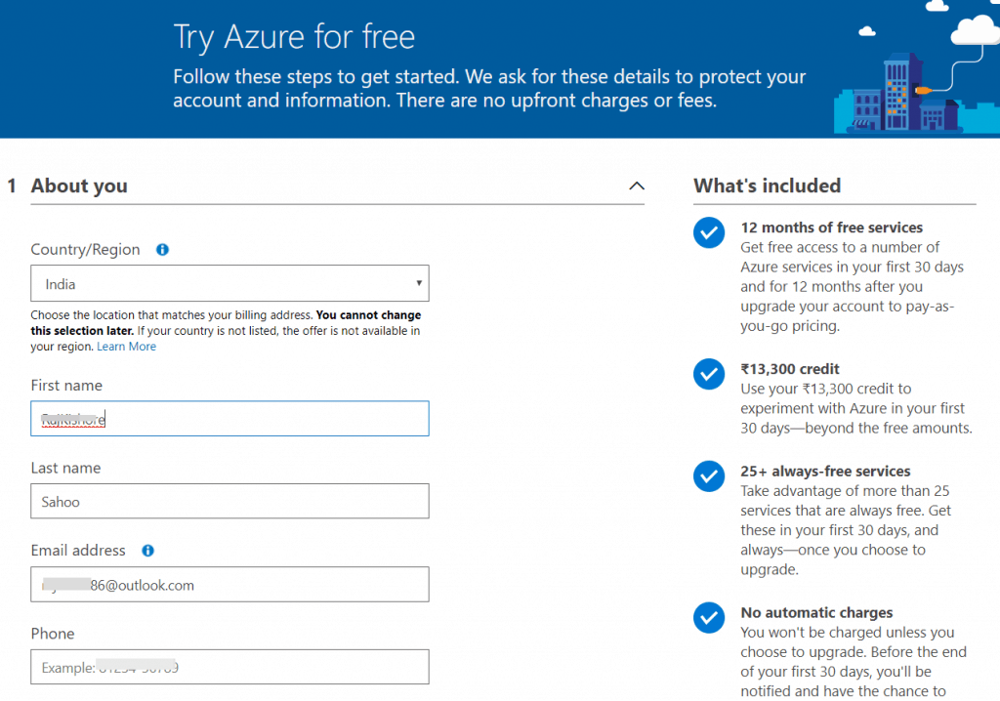 Try Azure for free
Follow these steps to get started. We ask for these details to protect your
account and information. There are no upfront charges or fees.
1 About you
Country/Region
India
Choose the location that matches your billing address. You cannot change
this selection later. If your country is not listed, the offer is not available in
your region. Learn More
First name
Last name
Sahoo
Email address
86@outlook.com
Phone
Example:
What's included
12 months of free services
Get free access to a number of
Azure services in your first 30 days
and for 12 months after you
upgrade your account to pay-as-
you-go pricing.
₹13,300 credit
Use your ₹13,300 credit to
experiment with Azure in your first
30 days—beyond the free amounts.
25+ always-free services
Take advantage of more than 25
services that are always free. Get
these in your first 30 days, and
always—once you choose to
upgrade.
No automatic charges
You won't be charged unless you
choose to upgrade. Before the end
of your first 30 days, you'll be
notified and have the chance to